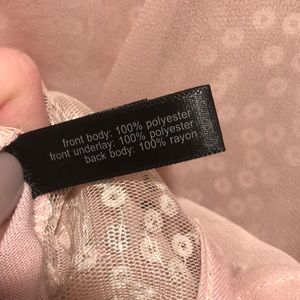 front body: 100% polyester
front underlay: 100% polyester
back body: 100% rayon